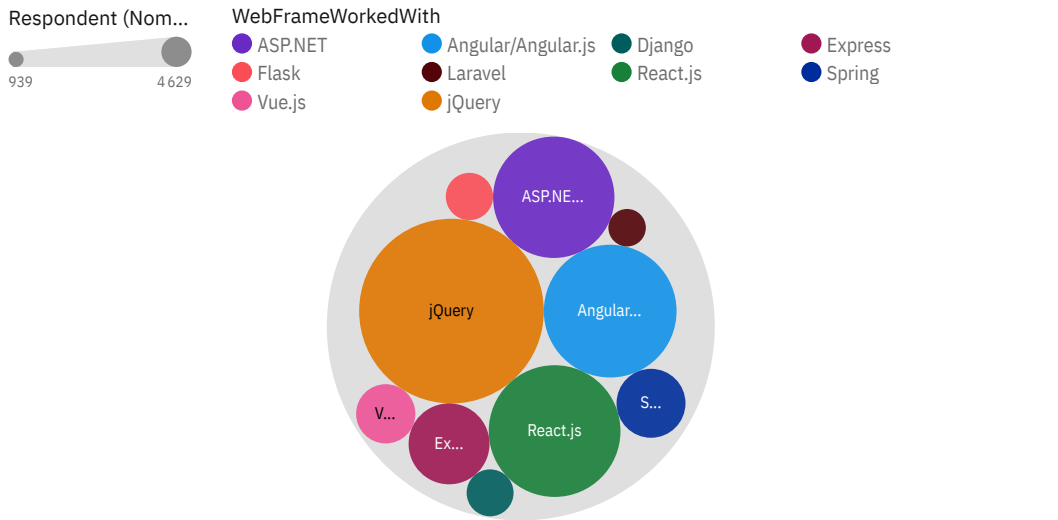 Respondent (Nom...
939
4 629
WebFrameWorkedWith
ASP.NET
Angular/Angular.js
Django
Express
Flask
Laravel
React.js
Spring
Vue.js
jQuery
ASP.NE...
jQuery
Angular...
S...
V...
React.js
Ex...